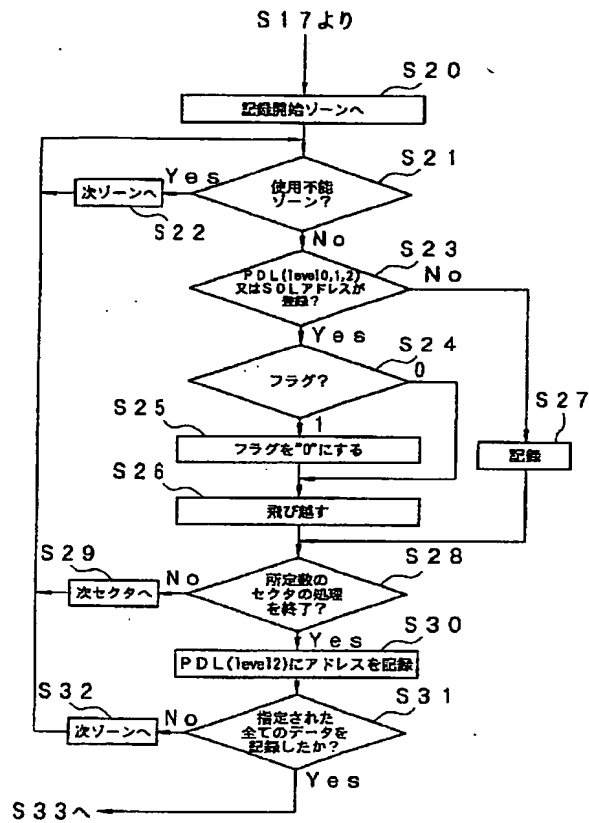 S17より
S20
記録開始ゾーンへ
S21
使用不能
ゾーン?
Yes
次ゾーンへ
S22
No
S23
PDL(level0,1,2)
又はSDLアドレスが
登録?
No
Yes
S24
フラグ?
0
S25
1
フラグを"0"にする
S27
記録
S26
飛び越す
S28
所定数の
セクタの処理
を終了?
S29
No
次セクタへ
Yes
S30
PDL(level2)にアドレスを記録
S31
指定された
全てのデータを
記録したか?
S32
No
次ゾーンへ
Yes
S33へ